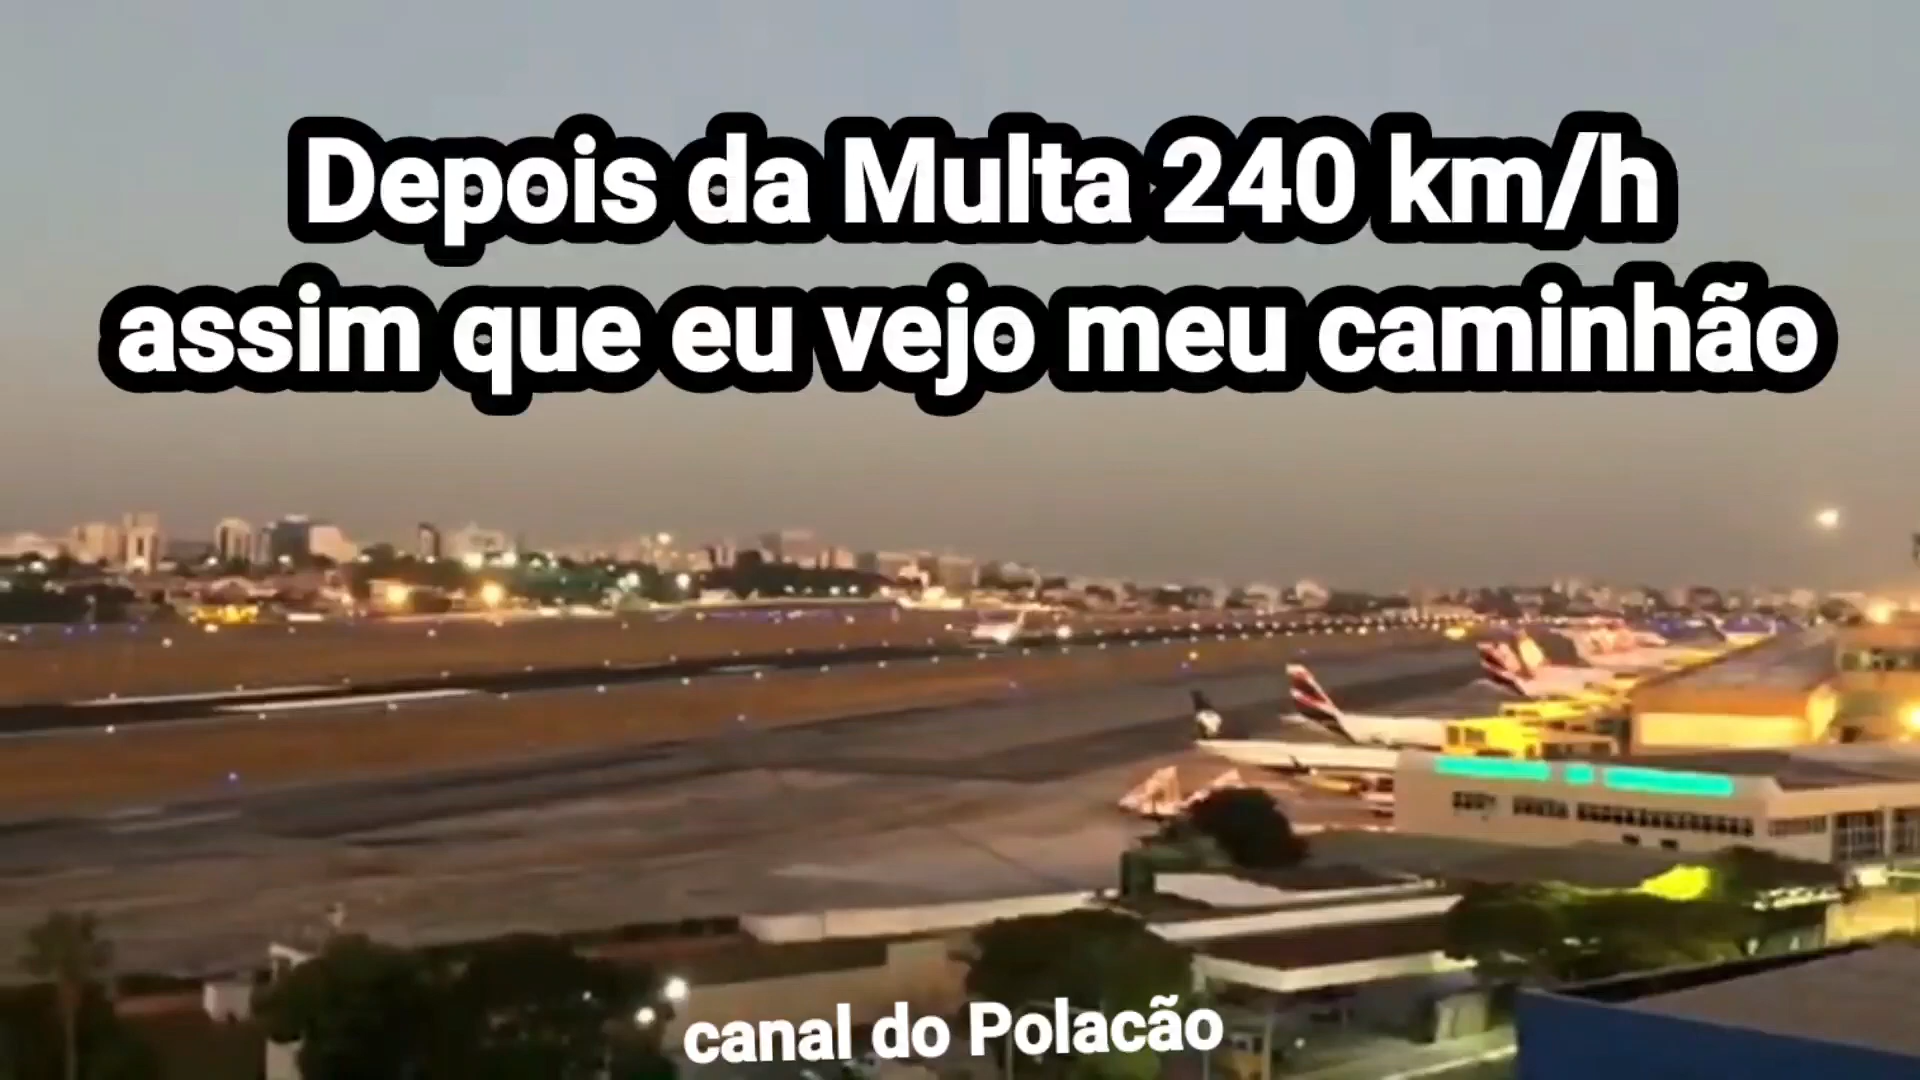 Depois da Multa 240 km/h
assim que eu vejo meu caminhão
canal do Polacão